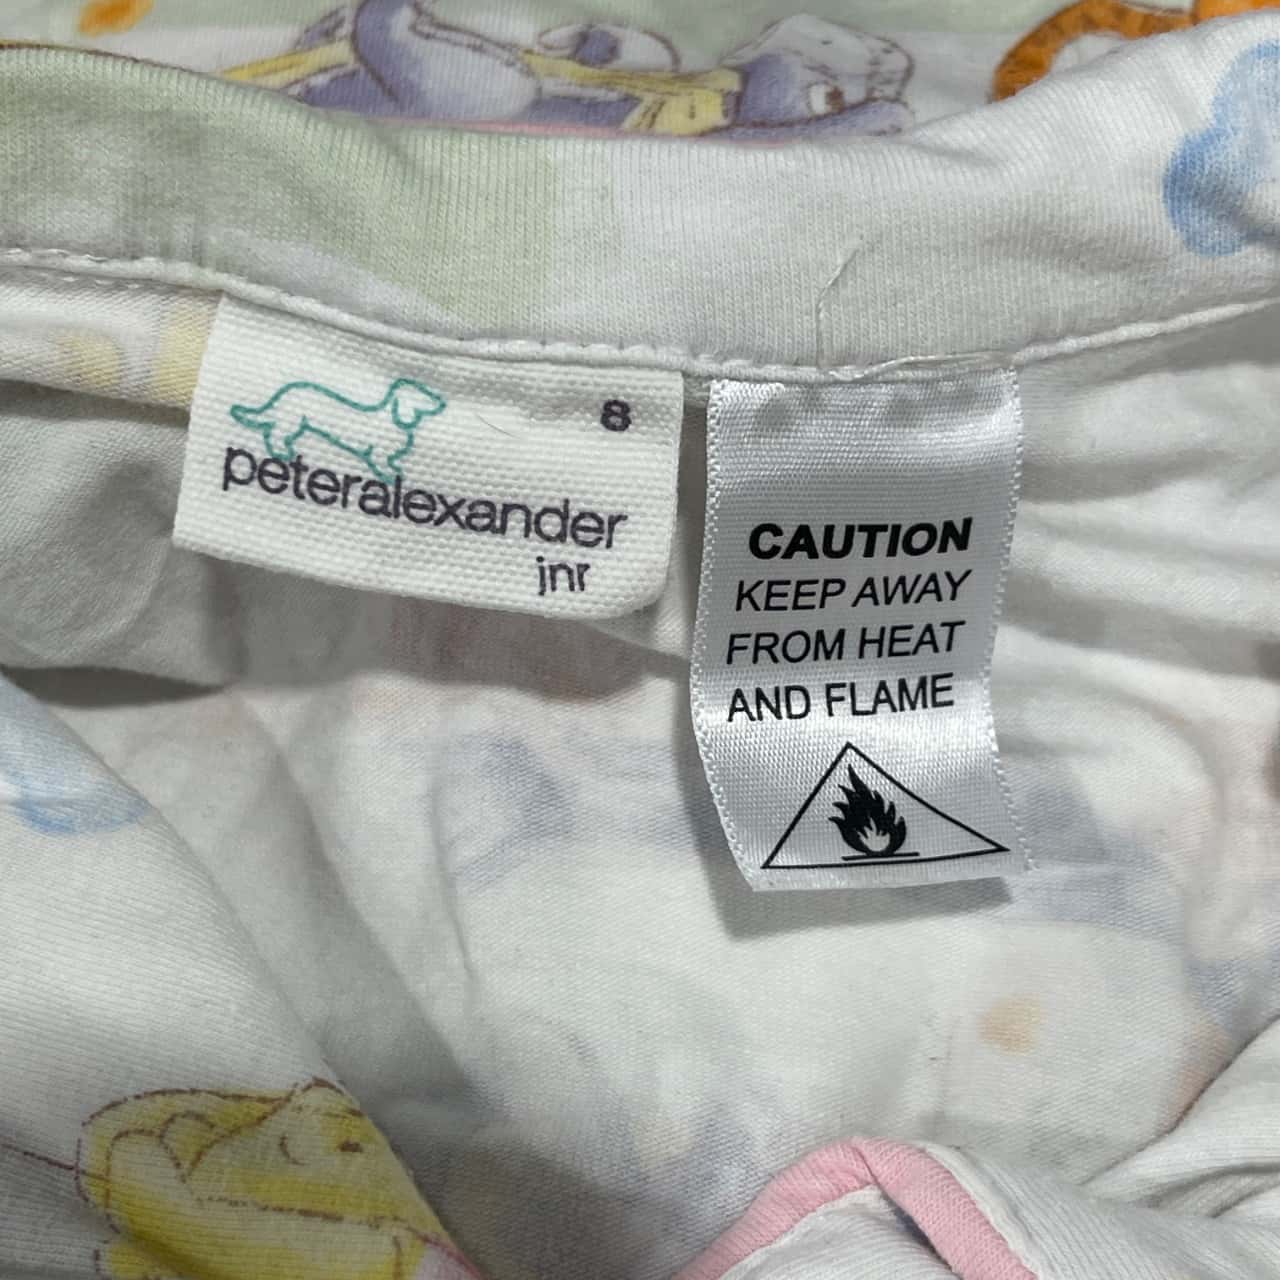 8
peteralexander
jnr
CAUTION
KEEP AWAY
FROM HEAT
AND FLAME